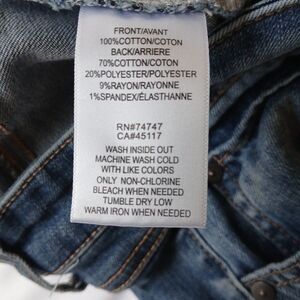 FRONT/AVANT
100%COTTON/COTON
BACK/ARRIERE
70%COTTON/COTON
20%POLYESTER/POLYESTER
9%RAYON/RAYONNE
1%SPANDEX/ÉLASTHANNE
RN#74747
CA#45117
WASH INSIDE OUT
MACHINE WASH COLD
WITH LIKE COLORS
ONLY NON-CHLORINE
BLEACH WHEN NEEDED
TUMBLE DRY LOW
WARM IRON WHEN NEEDED